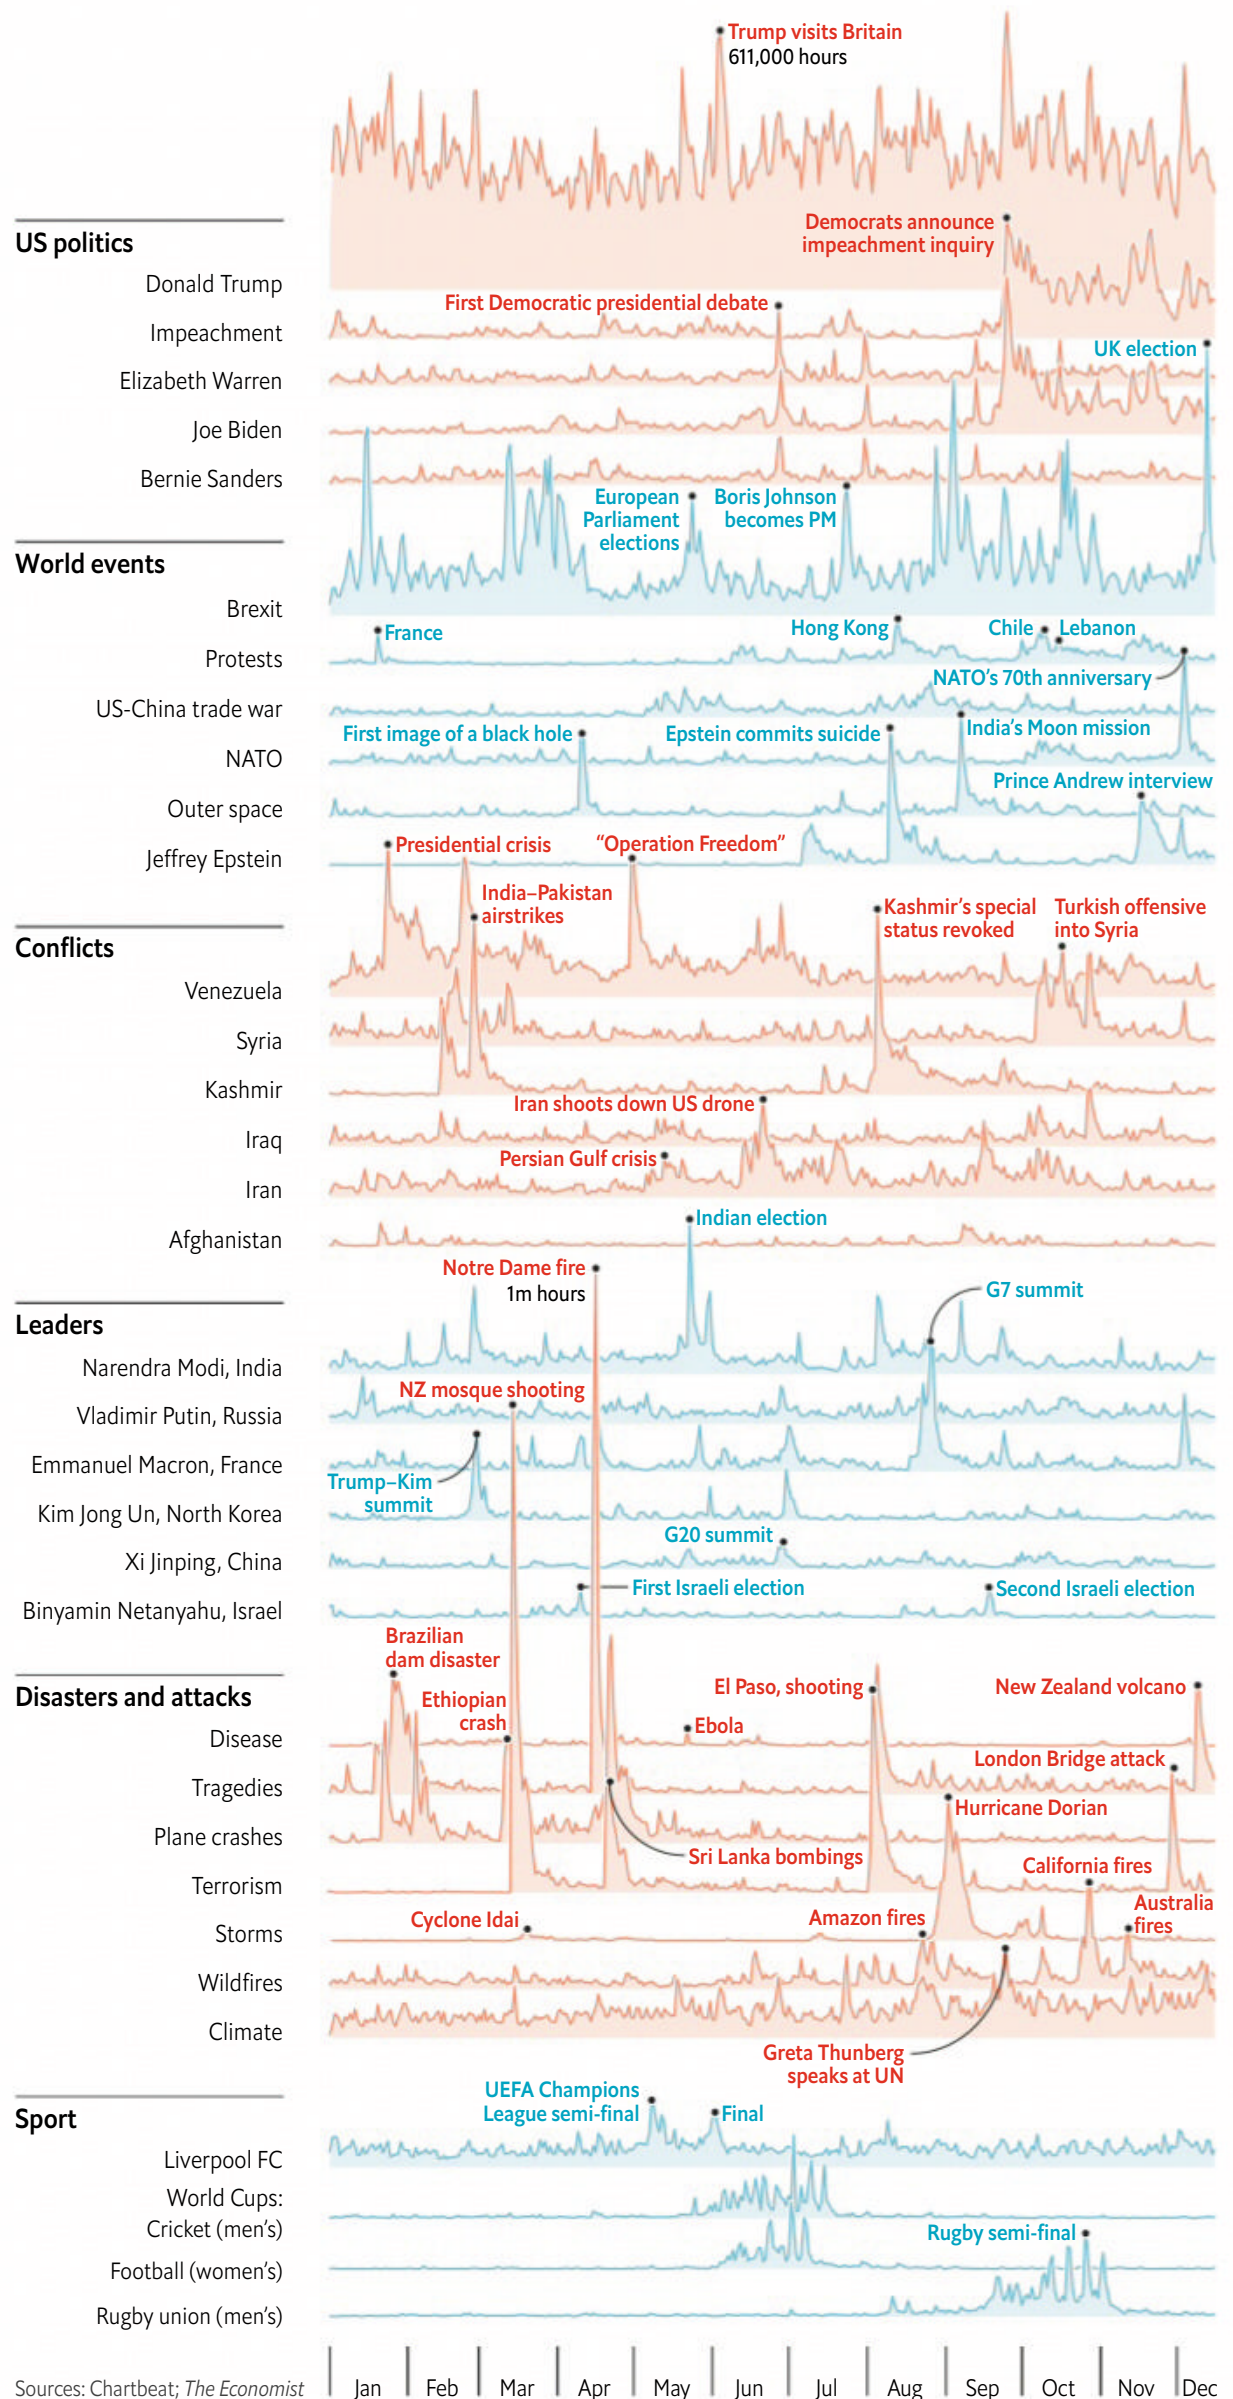 Trump visits Britain
611,000 hours
Democrats announce
impeachment inquiry
US politics
Donald Trump
First Democratic presidential debate
Impeachment
UK election
Elizabeth Warren
Joe Biden
Bernie Sanders
European
Parliament
elections
Boris Johnson
becomes PM
World events
Brexit
France
Hong Kong
Chile
Lebanon
Protests
NATO’s 70th anniversary
US-China trade war
First image of a black hole
Epstein commits suicide
India’s Moon mission
NATO
Prince Andrew interview
Outer space
Presidential crisis
“Operation Freedom”
Jeffrey Epstein
India–Pakistan
airstrikes
Kashmir’s special
status revoked
Turkish offensive
into Syria
Conflicts
Venezuela
Syria
Kashmir
Iran shoots down US drone
Iraq
Persian Gulf crisis
Iran
Indian election
Afghanistan
Notre Dame fire
1m hours
G7 summit
Leaders
Narendra Modi, India
NZ mosque shooting
Vladimir Putin, Russia
Emmanuel Macron, France
Trump–Kim
summit
Kim Jong Un, North Korea
G20 summit
Xi Jinping, China
First Israeli election
Second Israeli election
Binyamin Netanyahu, Israel
Brazilian
dam disaster
Disasters and attacks
Ethiopian
crash
El Paso, shooting
New Zealand volcano
Ebola
Disease
London Bridge attack
Tragedies
Hurricane Dorian
Plane crashes
Sri Lanka bombings
California fires
Terrorism
Australia
fires
Cyclone Idai
Amazon fires
Storms
Wildfires
Climate
Greta Thunberg
speaks at UN
UEFA Champions
League semi-final
Final
Sport
Liverpool FC
World Cups:
Cricket (men’s)
Rugby semi-final
Football (women’s)
Rugby union (men’s)
Sources: Chartbeat; The Economist
Jan Feb Mar Apr May Jun Jul Aug Sep Oct Nov Dec